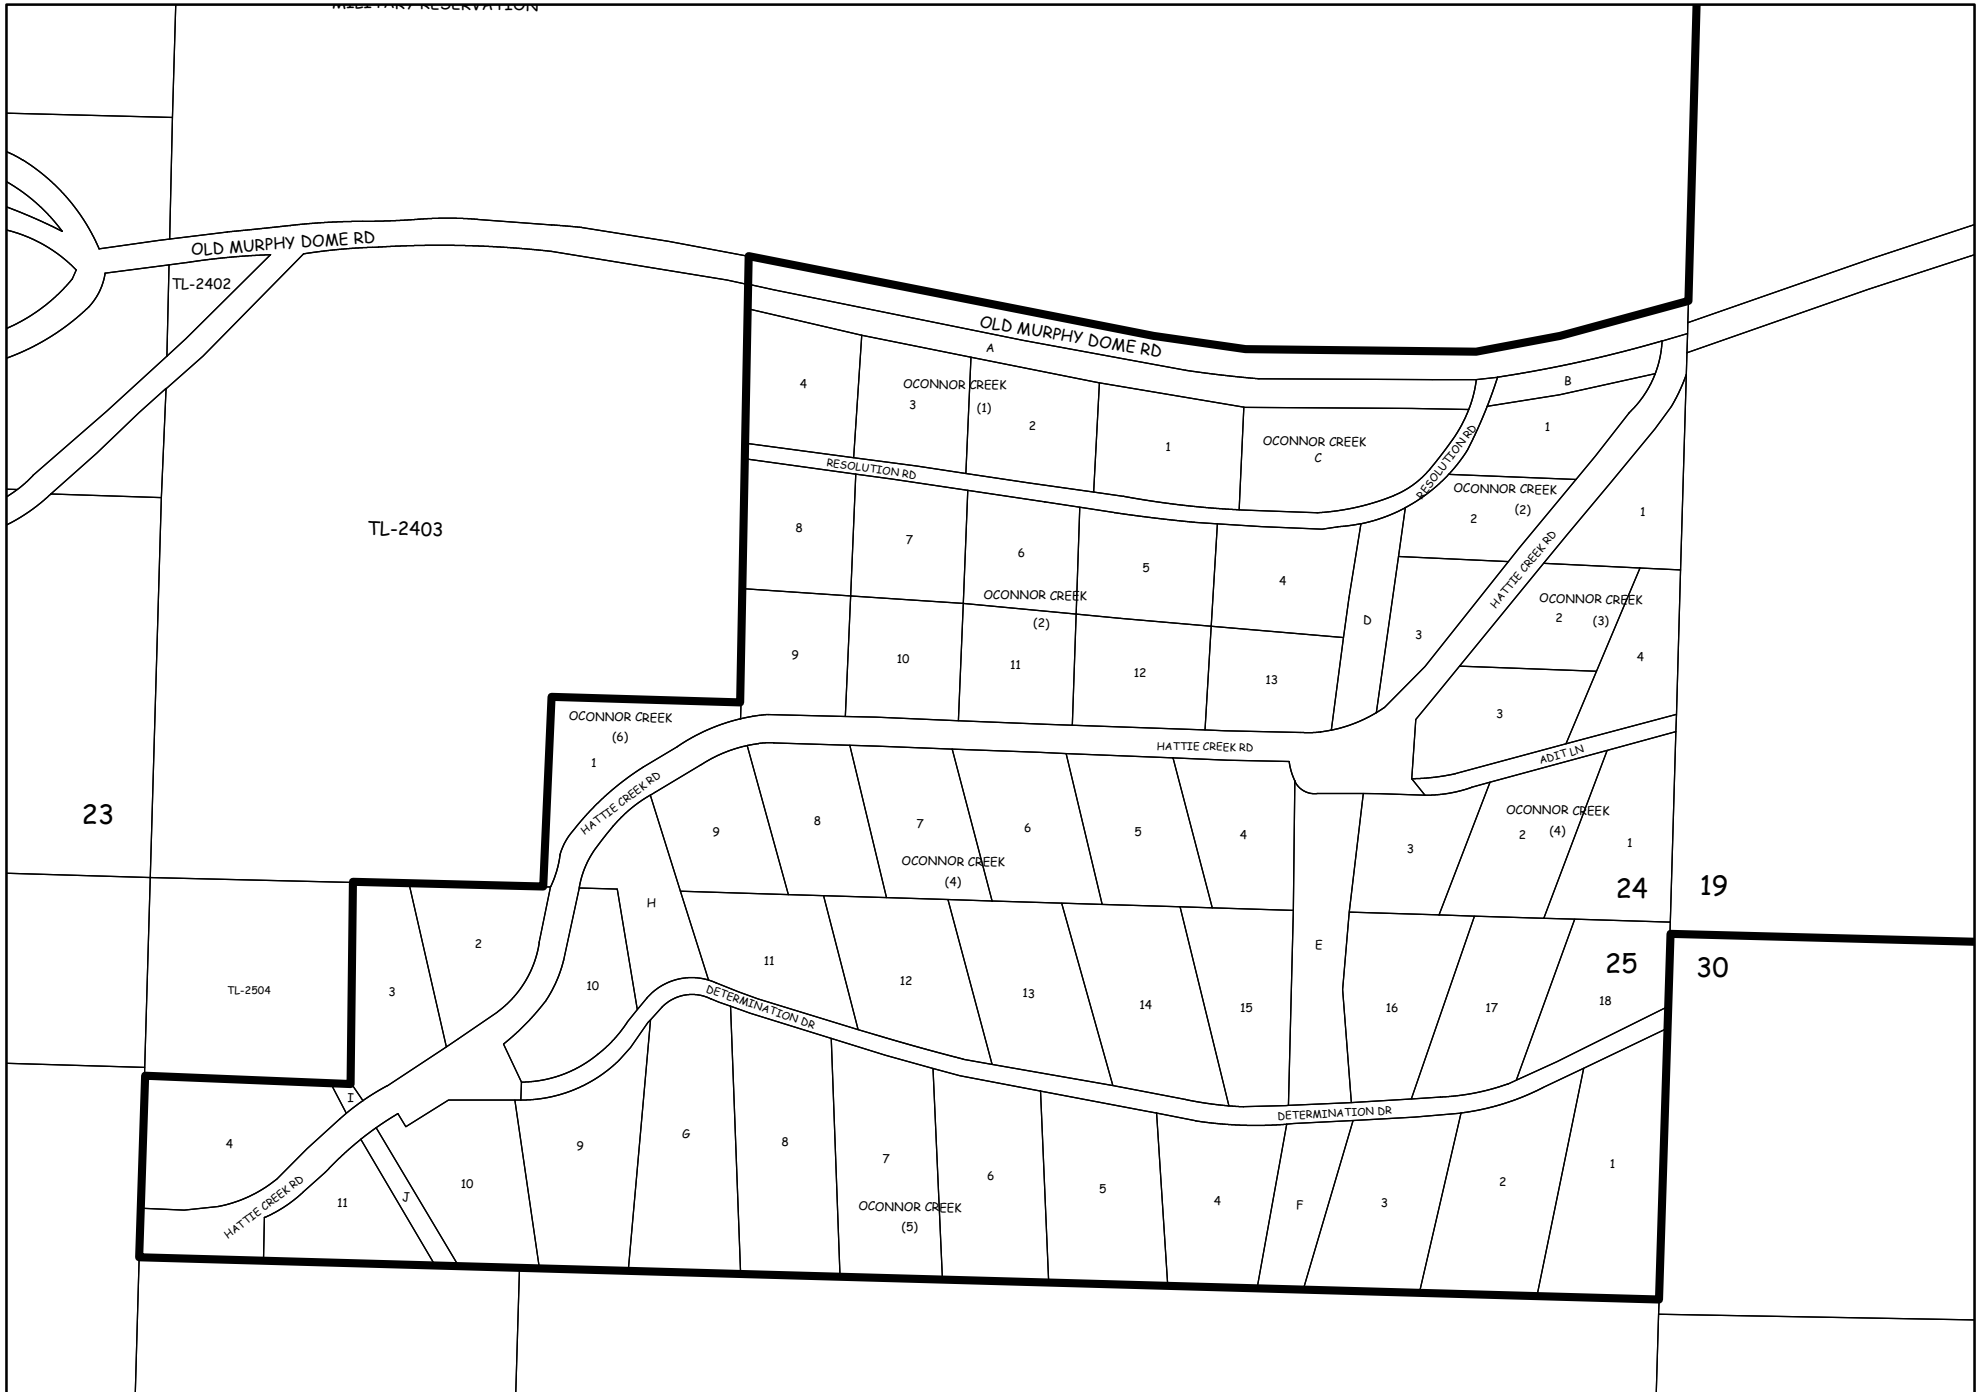 MILITARY RESERVATION
OLD MURPHY DOME RD
TL-2402
OLD MURPHY DOME RD
A
B
4
OCONNOR CREEK
3
(1)
2
1
OCONNOR CREEK
C
RESOLUTION RD
1
RESOLUTION RD
OCONNOR CREEK
(2)
2
1
TL-2403
8
7
6
5
4
HATTIE CREEK RD
OCONNOR CREEK
(2)
D
3
OCONNOR CREEK
2
(3)
4
9
10
11
12
13
3
OCONNOR CREEK
(6)
1
HATTIE CREEK RD
ADIT LN
HATTIE CREEK RD
23
9
8
7
6
5
4
OCONNOR CREEK
(4)
3
OCONNOR CREEK
2
(4)
1
24
19
H
2
E
25
30
TL-2504
3
10
11
12
13
14
15
16
17
18
DETERMINATION DR
I
DETERMINATION DR
4
9
G
8
7
6
5
4
F
3
2
1
10
J
11
HATTIE CREEK RD
OCONNOR CREEK
(5)